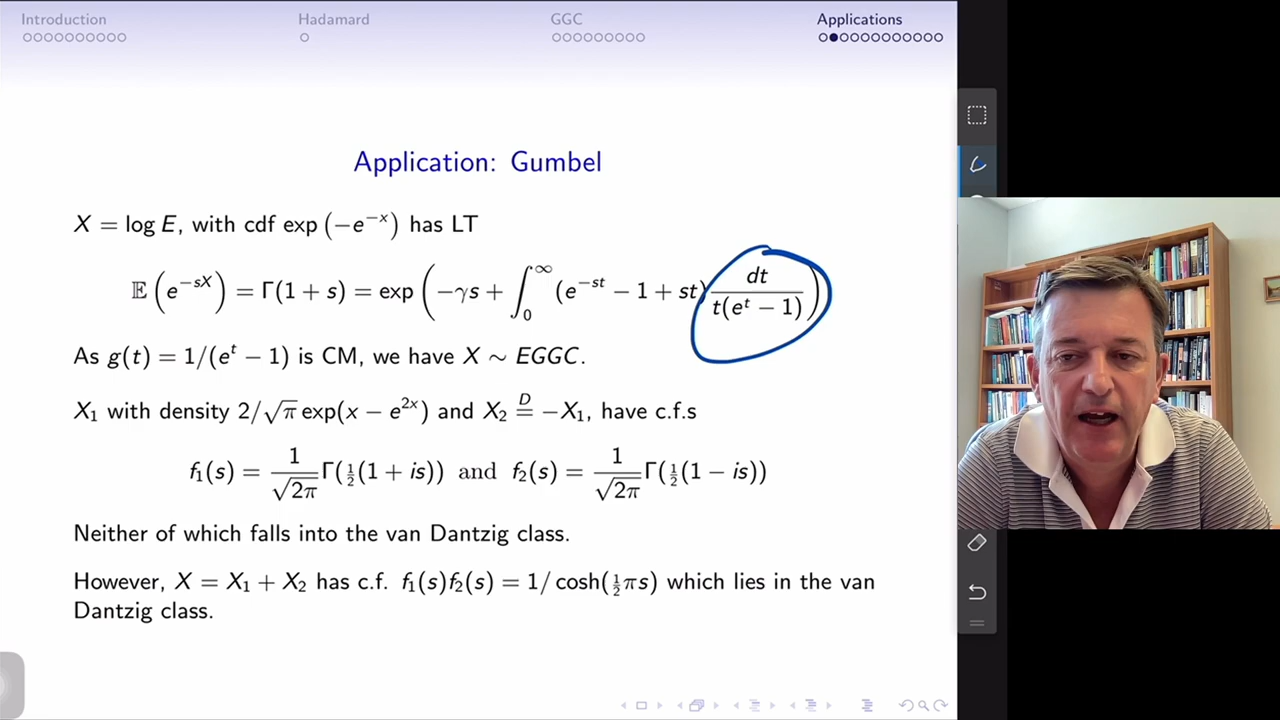 Introduction Hadamard GGC Applications
Application: Gumbel
X = log E, with cdf exp (−e^{−x}) has LT
𝔼 (e^{−sX}) = Γ(1 + s) = exp (−γs + ∫_0^∞ (e^{−st} − 1 + st) dt / t(e^t − 1))
As g(t) = 1/(e^t − 1) is CM, we have X ∼ EGGC.
X_1 with density 2/√π exp(x − e^{2x}) and X_2 =^D −X_1, have c.f.s
f_1(s) = 1/√2π Γ(½(1 + is)) and f_2(s) = 1/√2π Γ(½(1 − is))
Neither of which falls into the van Dantzig class.
However, X = X_1 + X_2 has c.f. f_1(s)f_2(s) = 1/ cosh(½πs) which lies in the van
Dantzig class.